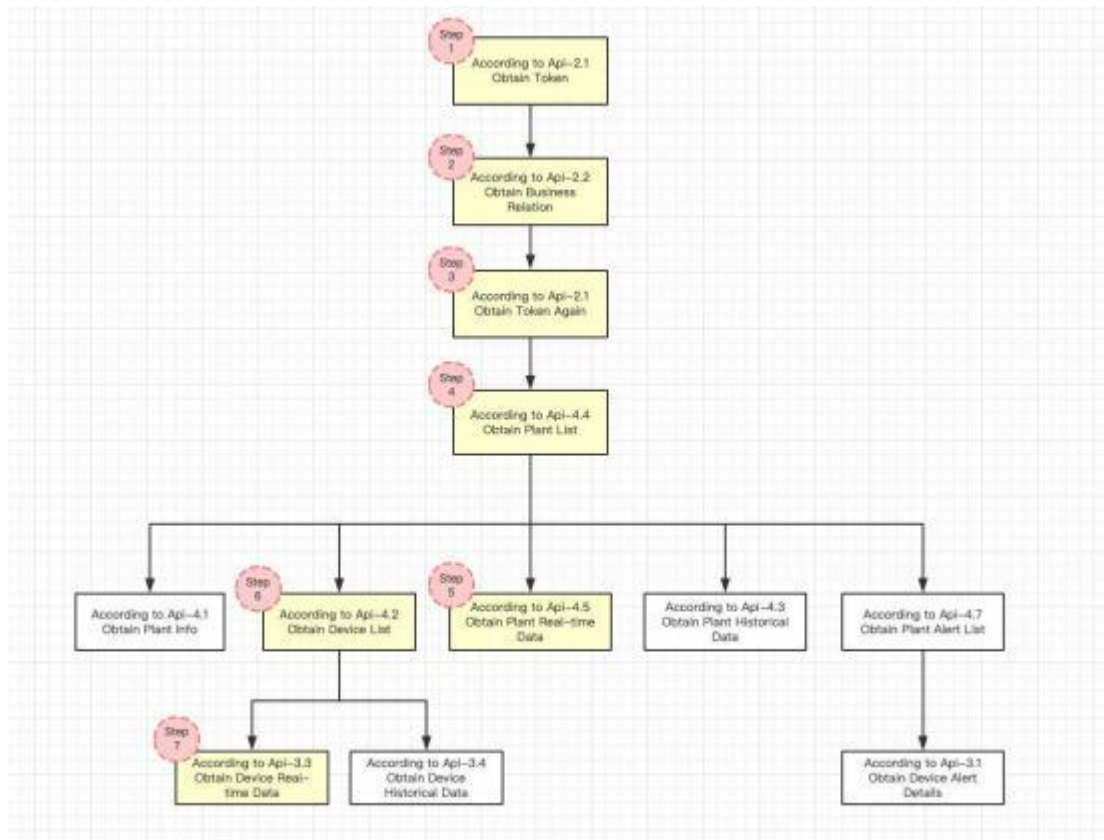 Step
1
According to Api-2.1
Obtain Token
Step
2
According to Api-2.2
Obtain Business
Relation
Step
3
According to Api-2.1
Obtain Token Again
Step
4
According to Api-4.4
Obtain Plant List
According to Api-4.1
Obtain Plant Info
Step
6
According to Api-4.2
Obtain Device List
Step
5
According to Api-4.5
Obtain Plant Real-time
Data
According to Api-4.3
Obtain Plant Historical
Data
According to Api-4.7
Obtain Plant Alert List
Step
7
According to Api-3.3
Obtain Device Real-
time Data
According to Api-3.4
Obtain Device
Historical Data
According to Api-3.1
Obtain Device Alert
Details